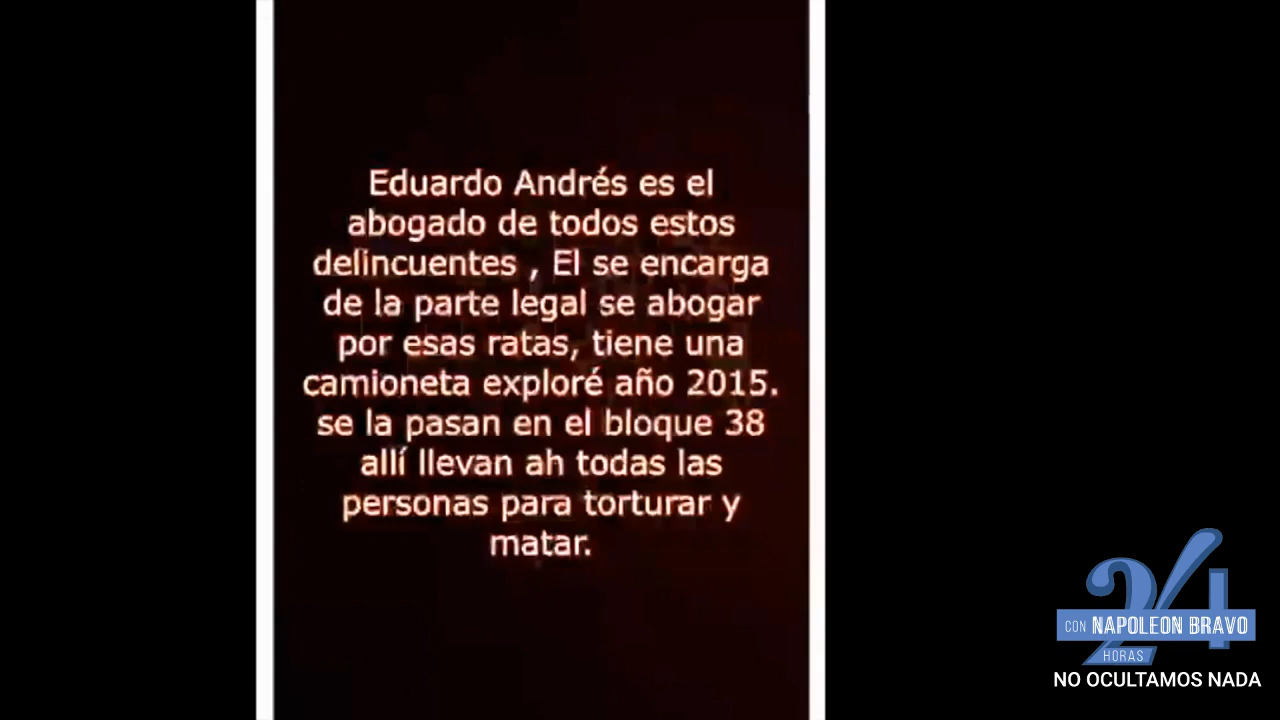 Eduardo Andrés es el
abogado de todos estos
delincuentes , El se encarga
de la parte legal se abogar
por esas ratas, tiene una
camioneta exploré año 2015.
se la pasan en el bloque 38
allí llevan ah todas las
personas para torturar y
matar.
24
CON NAPOLEON BRAVO
HORAS
NO OCULTAMOS NADA